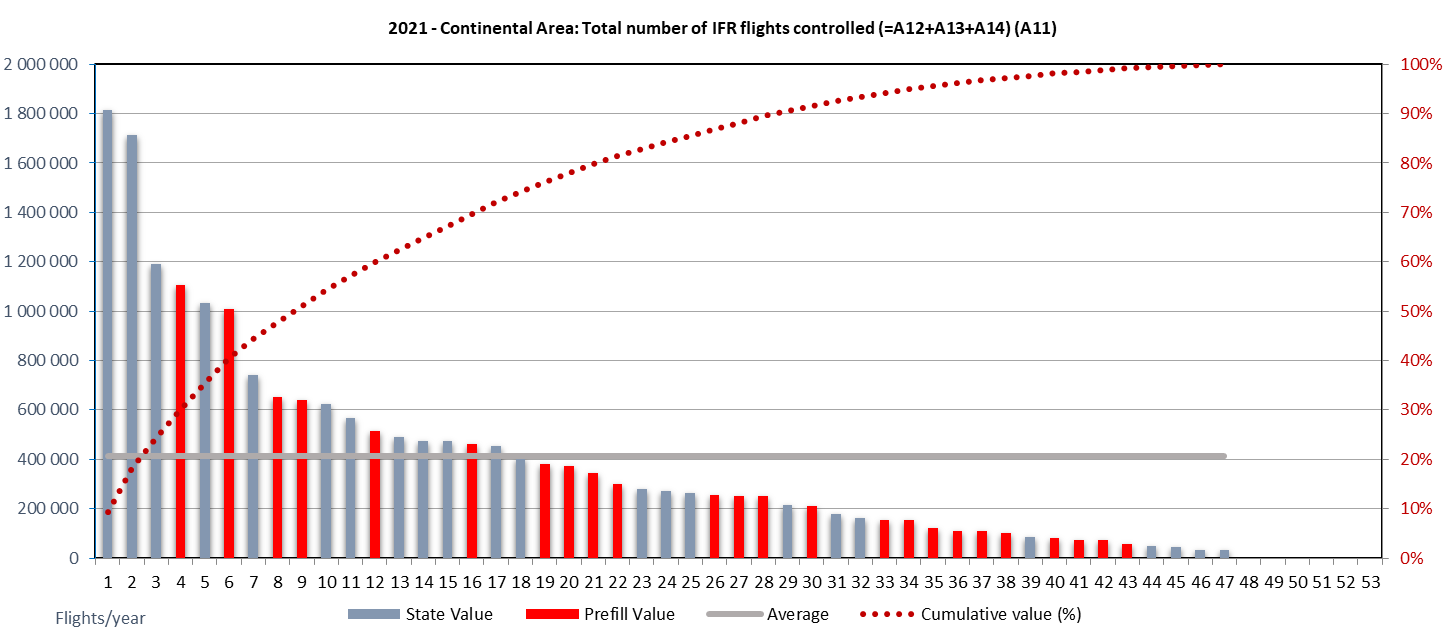 2021 - Continental Area: Total number of IFR flights controlled (=A12+A13+A14) (A11)
2 000 000 100%
1 800 000 90%
1 600 000 80%
1 400 000 70%
1 200 000 60%
1 000 000 50%
800 000 40%
600 000 30%
400 000 20%
200 000 10%
0 0%
1 2 3 4 5 6 7 8 9 10 11 12 13 14 15 16 17 18 19 20 21 22 23 24 25 26 27 28 29 30 31 32 33 34 35 36 37 38 39 40 41 42 43 44 45 46 47 48 49 50 51 52 53
Flights/year State Value Prefill Value Average Cumulative value (%)